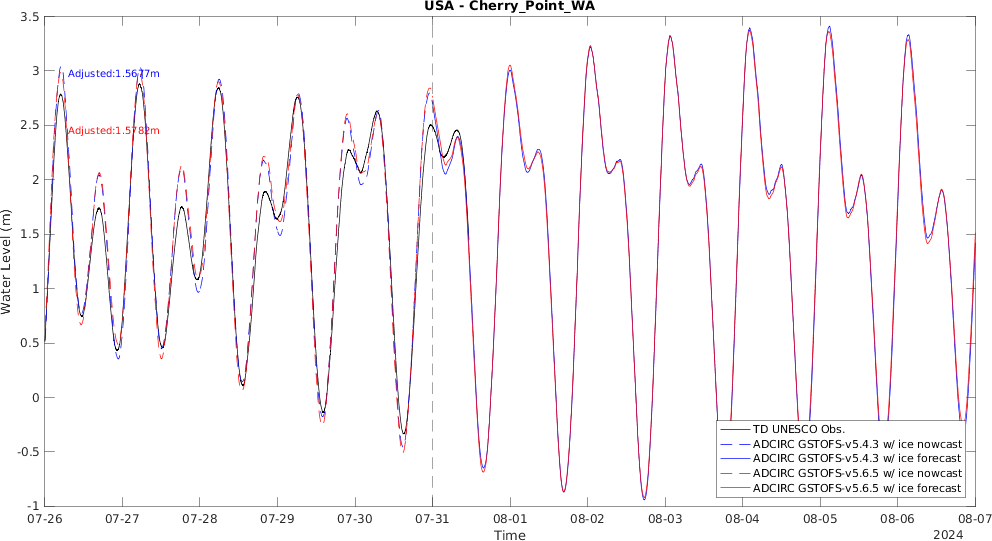 USA - Cherry_Point_WA
3.5
3
2.5
2
1.5
1
0.5
0
-0.5
-1
Water Level (m)
Adjusted:1.5677m
Adjusted:1.5782m
TD UNESCO Obs.
ADCIRC GSTOFS-v5.4.3 w/ ice nowcast
ADCIRC GSTOFS-v5.4.3 w/ ice forecast
ADCIRC GSTOFS-v5.6.5 w/ ice nowcast
ADCIRC GSTOFS-v5.6.5 w/ ice forecast
07-26 07-27 07-28 07-29 07-30 07-31 08-01 08-02 08-03 08-04 08-05 08-06 08-07
Time
2024